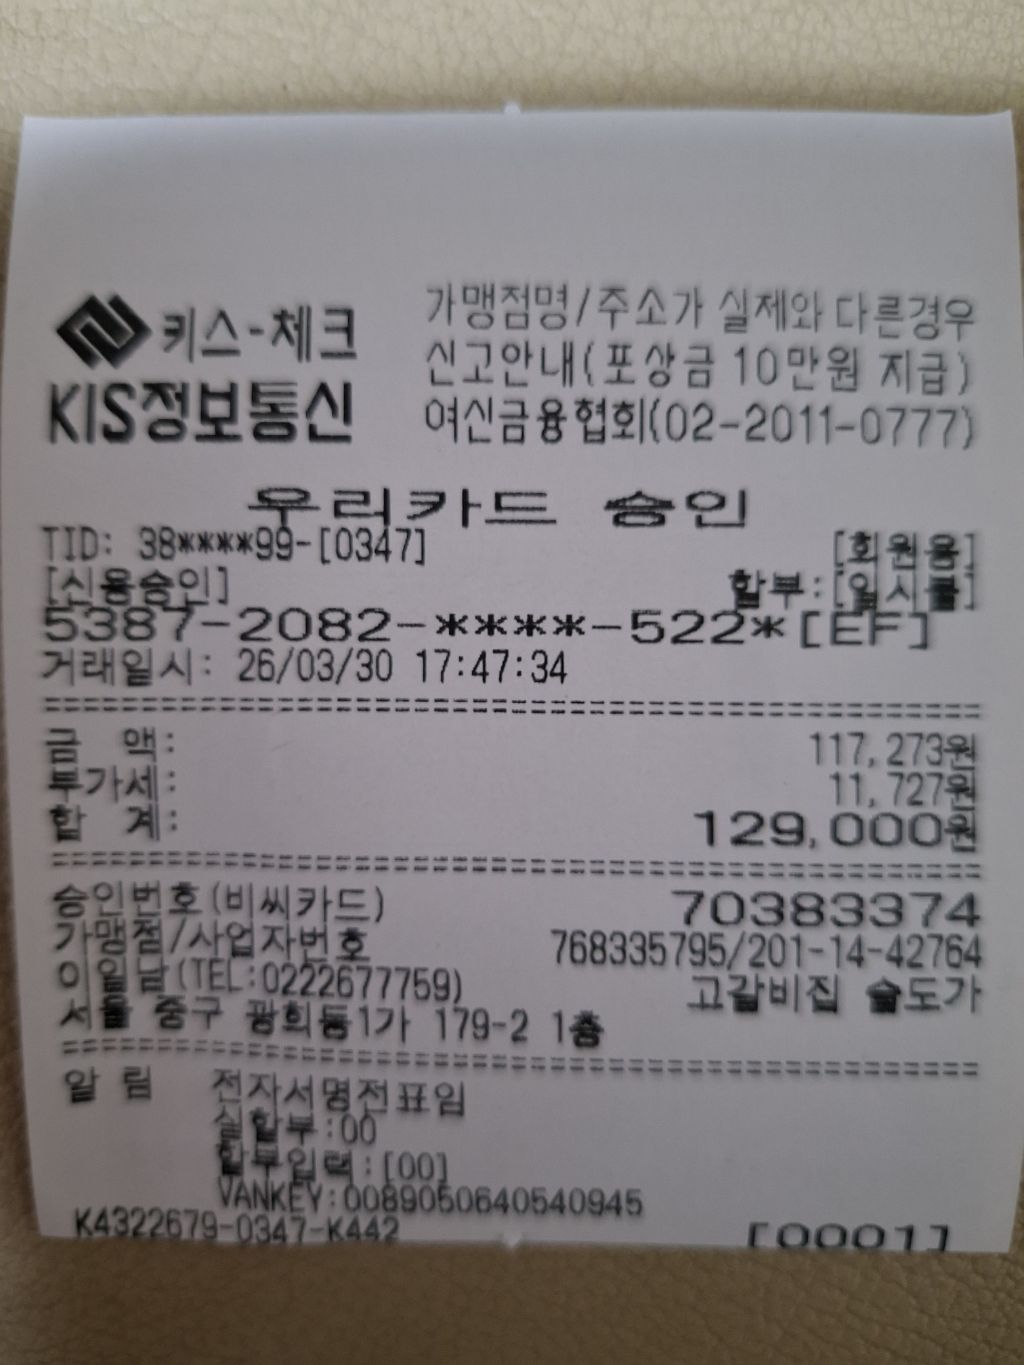 키스-체크
KIS정보통신
가맹점명/주소가 실제와 다른경우
신고안내(포상금 10만원 지급)
여신금융협회(02-2011-0777)
우리카드 승인
TID: 38****99-[0347] [회원용]
[신용승인] 할부:[일시불]
5387-2082-****-522*[EF]
거래일시: 26/03/30 17:47:34
금 액: 117,273원
부가세: 11,727원
합 계: 129,000원
승인번호(비씨카드) 70383374
가맹점/사업자번호 768335795/201-14-42764
이일남(TEL:0222677759) 고갈비집 술도가
서울 중구 광희동1가 179-2 1층
알 림 전자서명전표임
실할부:00
할부입력:[00]
VANKEY:0089050640540945
K4322679-0347-K442 [0001]